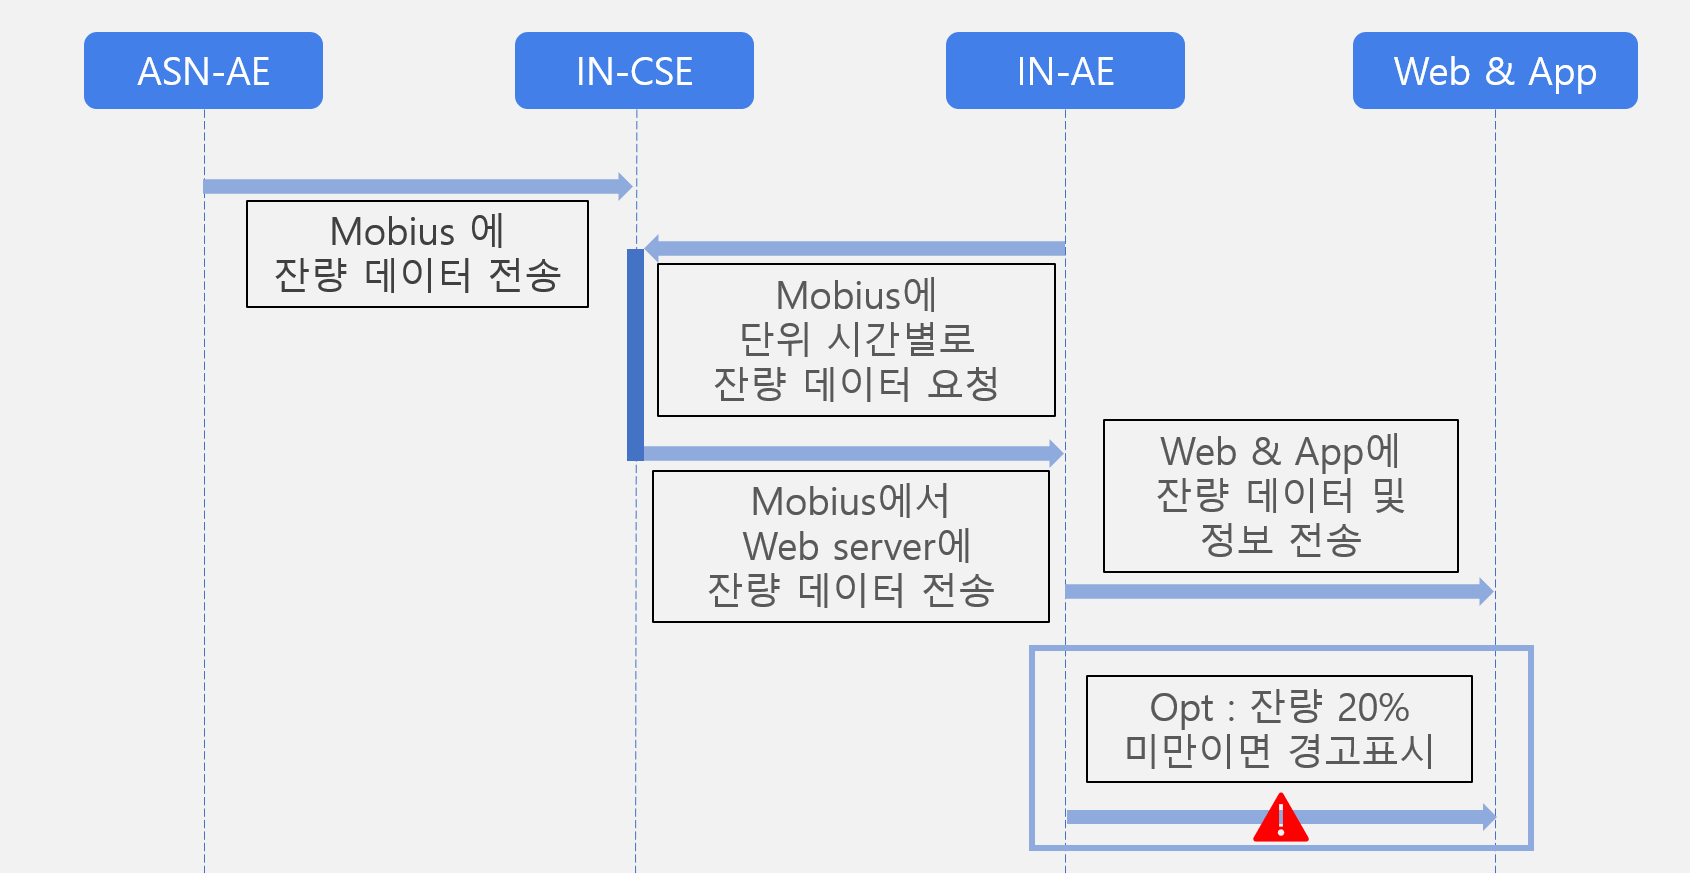 ASN-AE
IN-CSE
IN-AE
Web & App
Mobius 에
잔량 데이터 전송
Mobius에
단위 시간별로
잔량 데이터 요청
Mobius에서
Web server에
잔량 데이터 전송
Web & App에
잔량 데이터 및
정보 전송
Opt : 잔량 20%
미만이면 경고표시